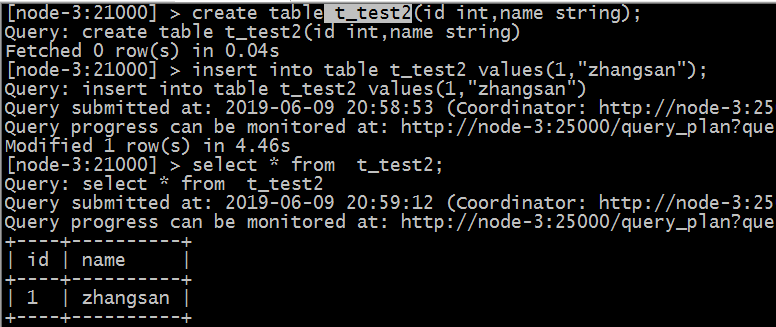 [node-3:21000] > create table t_test2(id int,name string);
Query: create table t_test2(id int,name string)
Fetched 0 row(s) in 0.04s
[node-3:21000] > insert into table t_test2 values(1,"zhangsan");
Query: insert into table t_test2 values(1,"zhangsan")
Query submitted at: 2019-06-09 20:58:53 (Coordinator: http://node-3:25
Query progress can be monitored at: http://node-3:25000/query_plan?que
Modified 1 row(s) in 4.46s
[node-3:21000] > select * from  t_test2;
Query: select * from  t_test2
Query submitted at: 2019-06-09 20:59:12 (Coordinator: http://node-3:25
Query progress can be monitored at: http://node-3:25000/query_plan?que
+----+----------+
| id | name     |
+----+----------+
| 1  | zhangsan |
+----+----------+